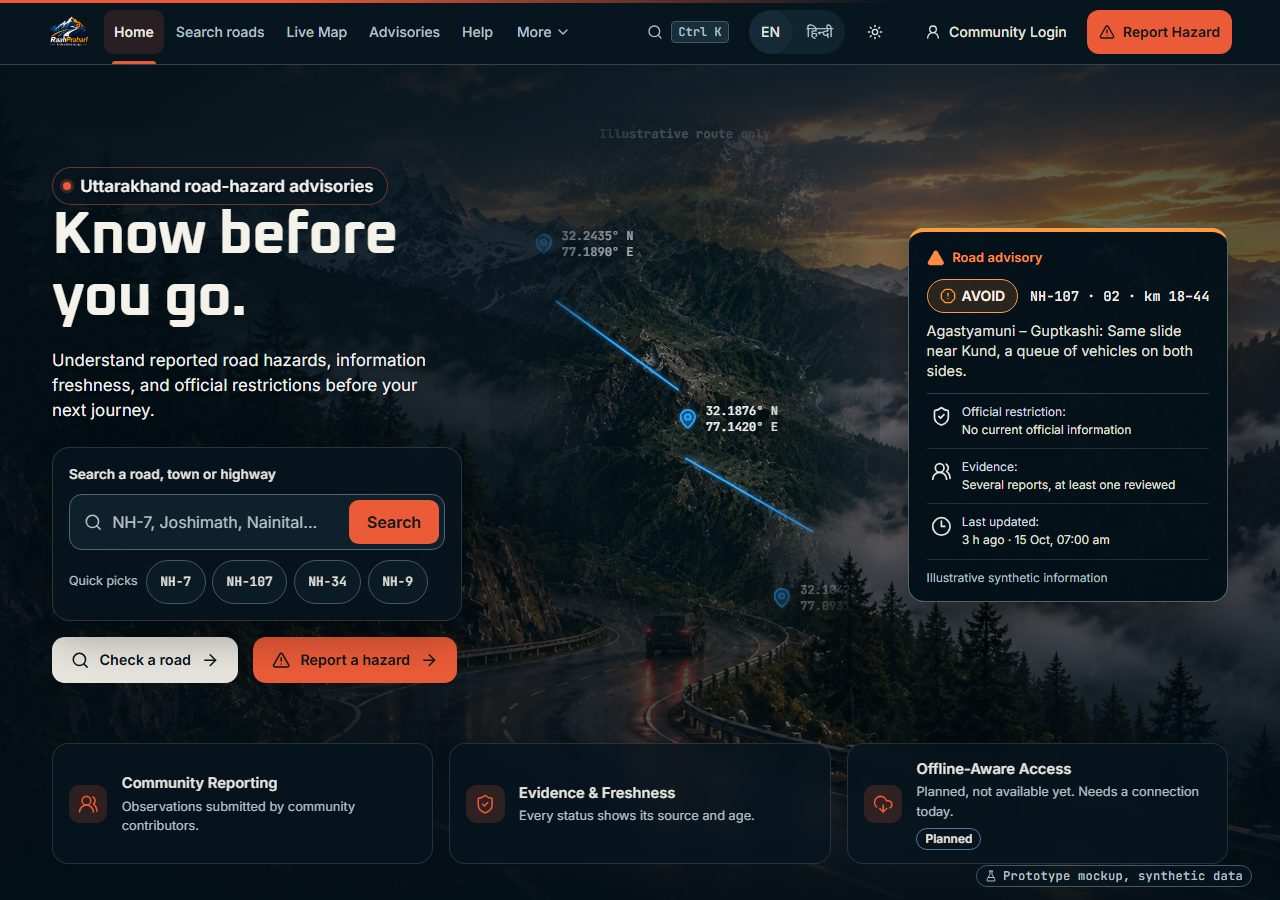 RaahPrahari
Home
Search roads
Live Map
Advisories
Help
More
Ctrl K
EN
हिन्दी
Community Login
Report Hazard
Illustrative route only
Uttarakhand road-hazard advisories
Know before
you go.
Understand reported road hazards, information
freshness, and official restrictions before your
next journey.
Search a road, town or highway
NH-7, Joshimath, Nainital...
Search
Quick picks
NH-7
NH-107
NH-34
NH-9
Check a road
Report a hazard
32.2435° N
77.1890° E
32.1876° N
77.1420° E
Road advisory
AVOID
NH-107 · 02 · km 18–44
Agastyamuni – Guptkashi: Same slide
near Kund, a queue of vehicles on both
sides.
Official restriction:
No current official information
Evidence:
Several reports, at least one reviewed
Last updated:
3 h ago · 15 Oct, 07:00 am
Illustrative synthetic information
Community Reporting
Observations submitted by community
contributors.
Evidence & Freshness
Every status shows its source and age.
Offline-Aware Access
Planned, not available yet. Needs a connection
today.
Planned
Prototype mockup, synthetic data